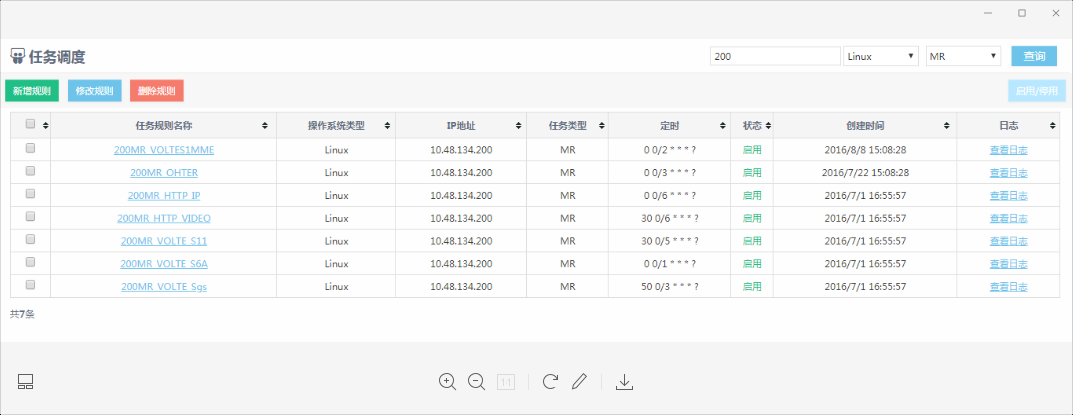 任务调度
200 Linux MR 查询
新增规则 修改规则 删除规则 启用/停用
任务规则名称 操作系统类型 IP地址 任务类型 定时 状态 创建时间 日志
200MR_VOLTES1MME Linux 10.48.134.200 MR 0 0/2 * * * ? 启用 2016/8/8 15:08:28 查看日志
200MR_OHTER Linux 10.48.134.200 MR 0 0/3 * * * ? 启用 2016/7/22 15:08:28 查看日志
200MR_HTTP_IP Linux 10.48.134.200 MR 0 0/6 * * * ? 启用 2016/7/1 16:55:57 查看日志
200MR_HTTP_VIDEO Linux 10.48.134.200 MR 30 0/6 * * * ? 启用 2016/7/1 16:55:57 查看日志
200MR_VOLTE_S11 Linux 10.48.134.200 MR 30 0/5 * * * ? 启用 2016/7/1 16:55:57 查看日志
200MR_VOLTE_S6A Linux 10.48.134.200 MR 0 0/1 * * * ? 启用 2016/7/1 16:55:57 查看日志
200MR_VOLTE_Sgs Linux 10.48.134.200 MR 50 0/3 * * * ? 启用 2016/7/1 16:55:57 查看日志
共7条
1:1